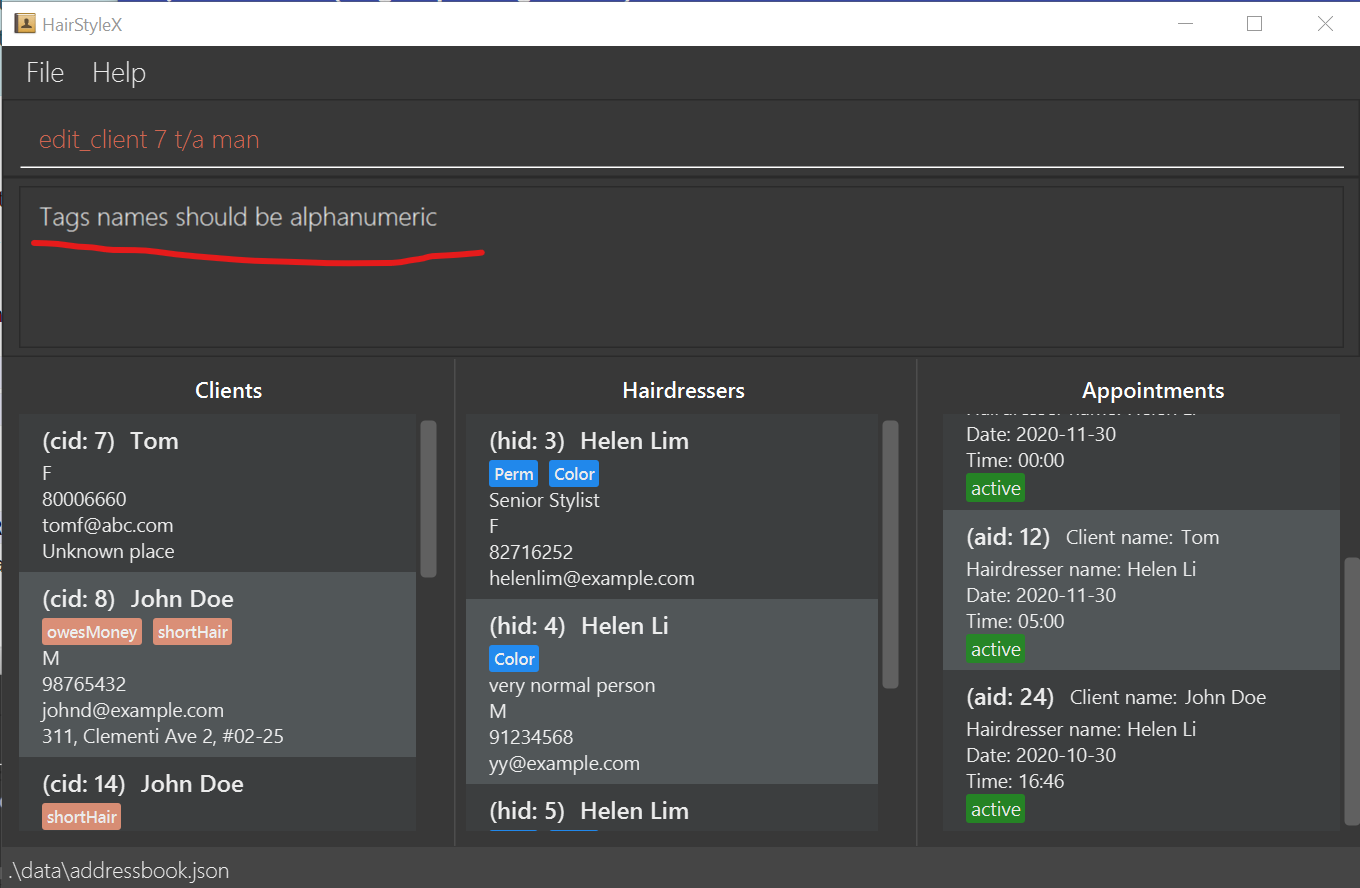 HairStyleX
File Help
edit_client 7 t/a man
Tags names should be alphanumeric
Clients
(cid: 7) Tom
F
80006660
tomf@abc.com
Unknown place
(cid: 8) John Doe
owesMoney shortHair
M
98765432
johnd@example.com
311, Clementi Ave 2, #02-25
(cid: 14) John Doe
shortHair
Hairdressers
(hid: 3) Helen Lim
Perm Color
Senior Stylist
F
82716252
helenlim@example.com
(hid: 4) Helen Li
Color
very normal person
M
91234568
yy@example.com
(hid: 5) Helen Lim
Appointments
Hairdresser name: Helen Li
Date: 2020-11-30
Time: 00:00
active
(aid: 12) Client name: Tom
Hairdresser name: Helen Li
Date: 2020-11-30
Time: 05:00
active
(aid: 24) Client name: John Doe
Hairdresser name: Helen Li
Date: 2020-10-30
Time: 16:46
active
.\data\addressbook.json